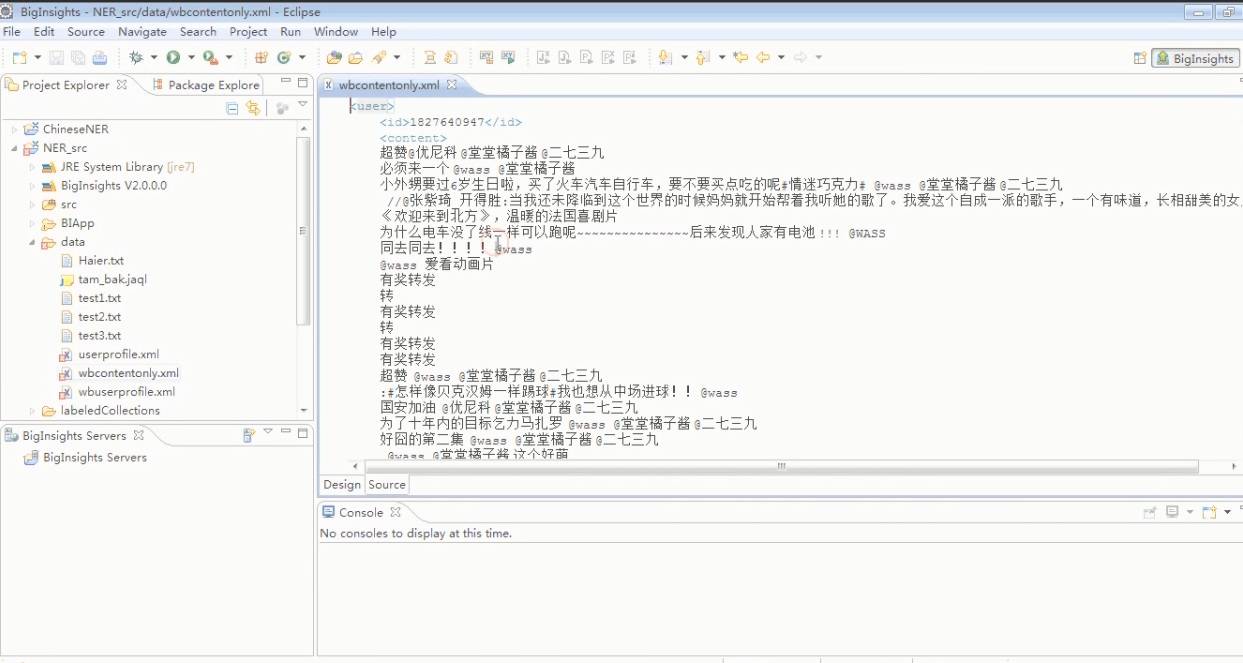 BigInsights - NER_src/data/wbcontentonly.xml - Eclipse
File Edit Source Navigate Search Project Run Window Help
BigInsights
Project Explorer Package Explore
wbcontentonly.xml
ChineseNER
NER_src
JRE System Library [jre7]
BigInsights V2.0.0.0
src
BIApp
data
Haier.txt
tam_bak.jaql
test1.txt
test2.txt
test3.txt
userprofile.xml
wbcontentonly.xml
wbuserprofile.xml
labeledCollections
BigInsights Servers
BigInsights Servers
<user>
<id>1827640947</id>
<content>
超赞@优尼科 @堂堂橘子酱 @二七三九
必须来一个 @wass @堂堂橘子酱
小外甥要过6岁生日啦，买了火车汽车自行车，要不要买点吃的呢#情迷巧克力# @wass @堂堂橘子酱 @二七三九
//@张紫琦_开得胜:当我还未降临到这个世界的时候妈妈就开始帮着我听她的歌了。我爱这个自成一派的歌手，一个有味道，长相甜美的女
《欢迎来到北方》，温暖的法国喜剧片
为什么电车没了线一样可以跑呢~~~~~~~~~~~~~~~后来发现人家有电池 !!! @WASS
同去同去！！！！ @wass
@wass 爱看动画片
有奖转发
转
有奖转发
转
有奖转发
有奖转发
超赞 @wass @堂堂橘子酱 @二七三九
:#怎样像贝克汉姆一样踢球#我也想从中场进球！！ @wass
国安加油 @优尼科 @堂堂橘子酱 @二七三九
为了十年内的目标乞力马扎罗 @wass @堂堂橘子酱 @二七三九
好囧的第二集 @wass @堂堂橘子酱 @二七三九
@wass @堂堂橘子酱 这个好萌
Design Source
Console
No consoles to display at this time.